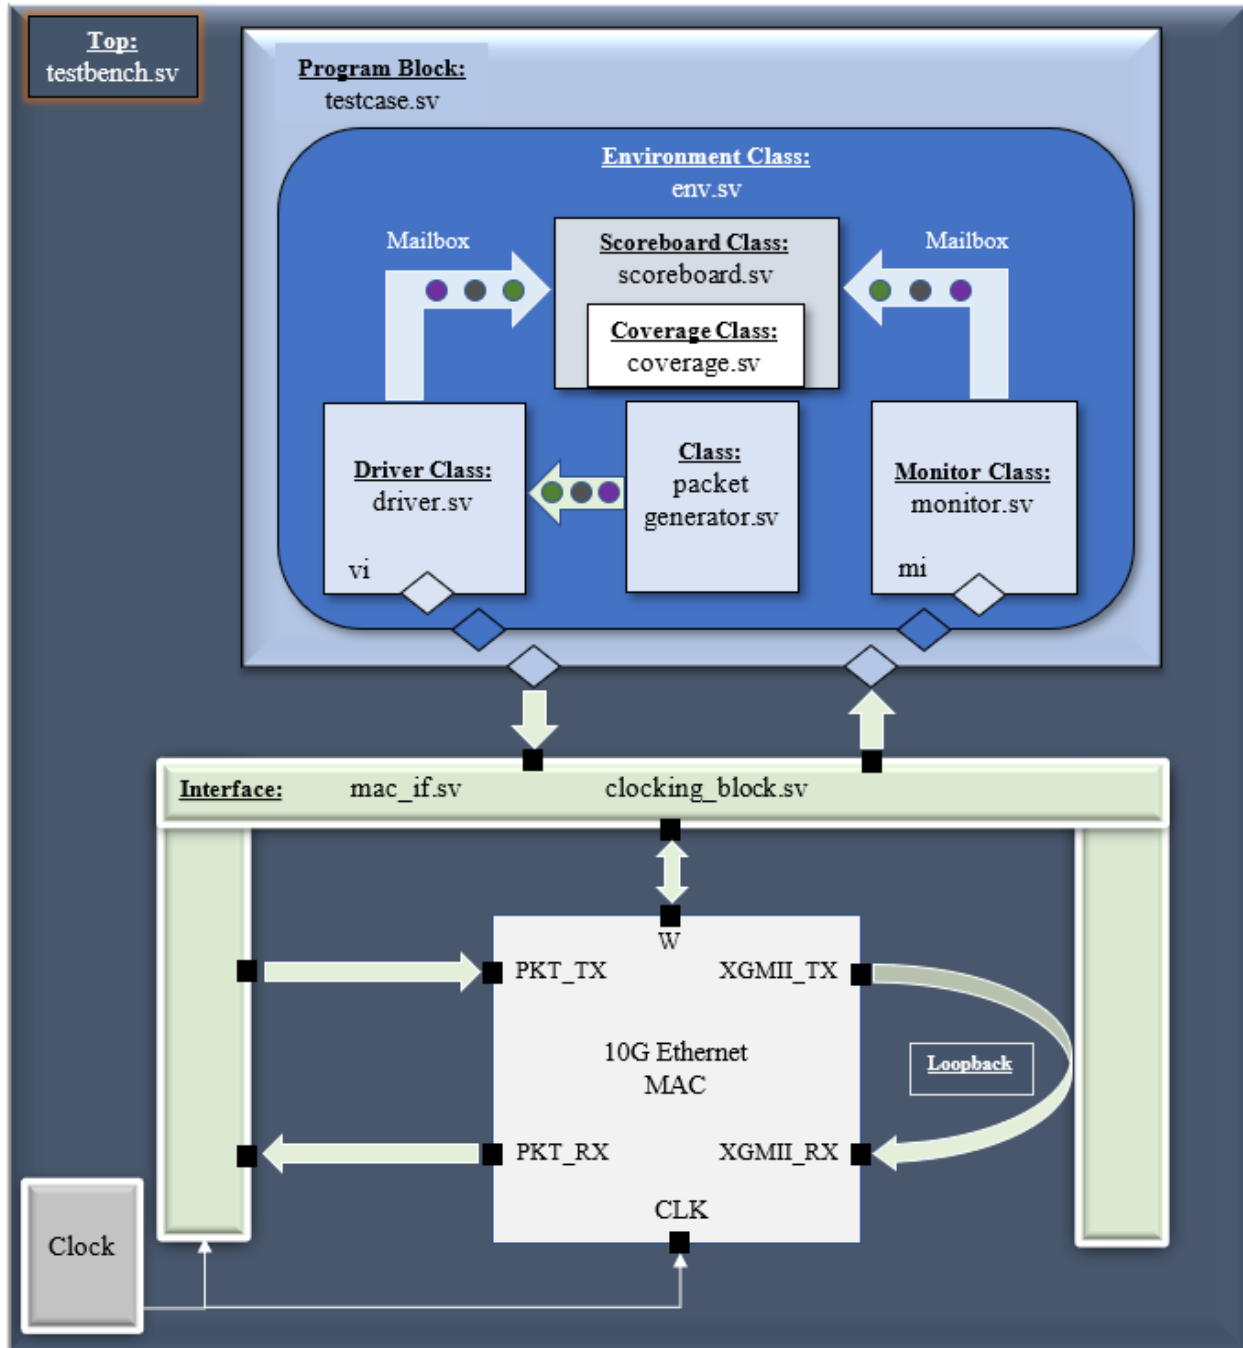 Top:
testbench.sv
Program Block:
testcase.sv
Environment Class:
env.sv
Mailbox
Scoreboard Class:
scoreboard.sv
Mailbox
Coverage Class:
coverage.sv
Driver Class:
driver.sv
vi
Class:
packet
generator.sv
Monitor Class:
monitor.sv
mi
Interface: mac_if.sv clocking_block.sv
W
PKT_TX XGMII_TX
10G Ethernet
MAC
Loopback
PKT_RX XGMII_RX
CLK
Clock